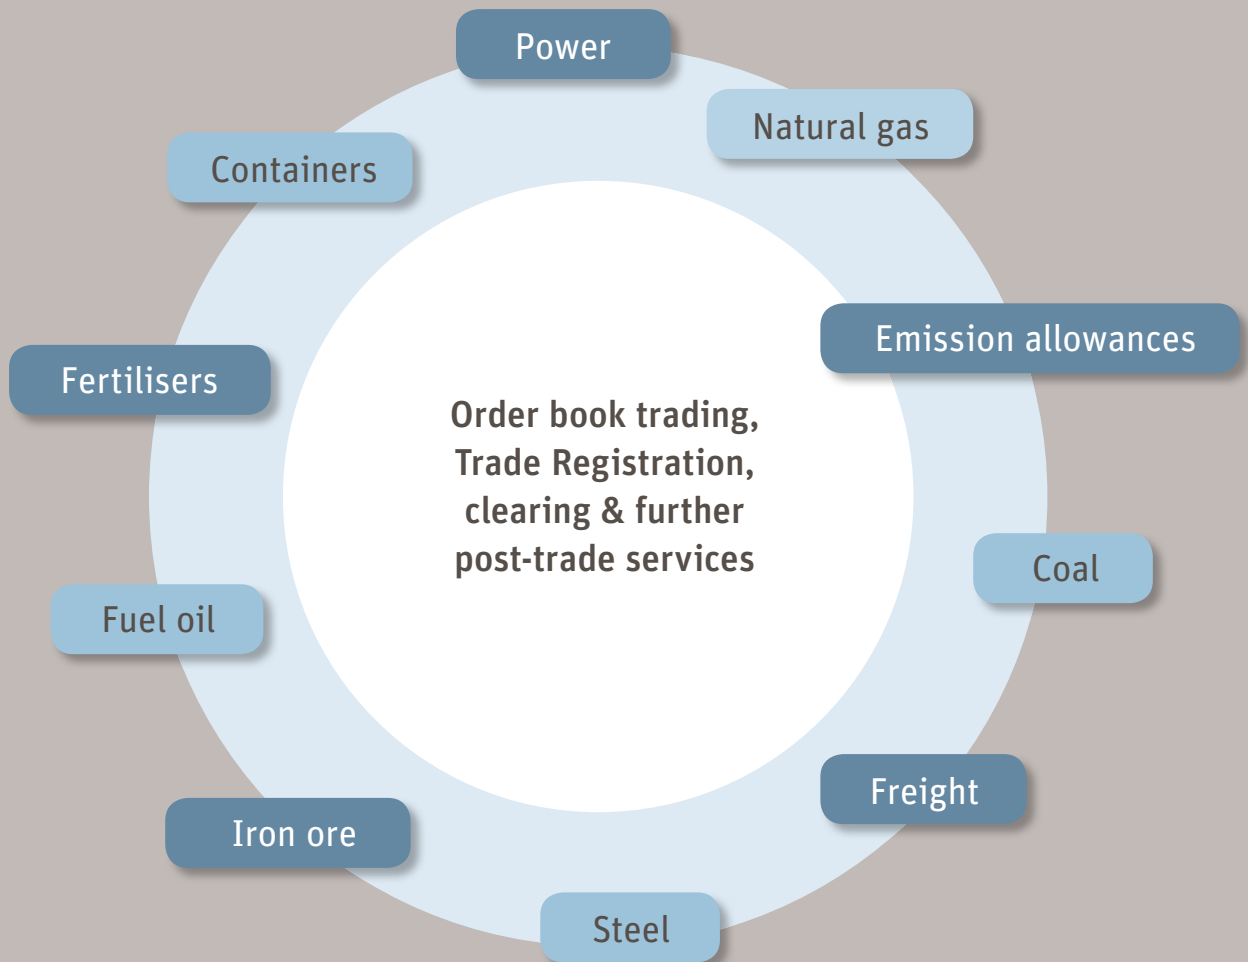 Power
Natural gas
Containers
Emission allowances
Fertilisers
Order book trading,
Trade Registration,
clearing & further
post-trade services
Coal
Fuel oil
Freight
Iron ore
Steel